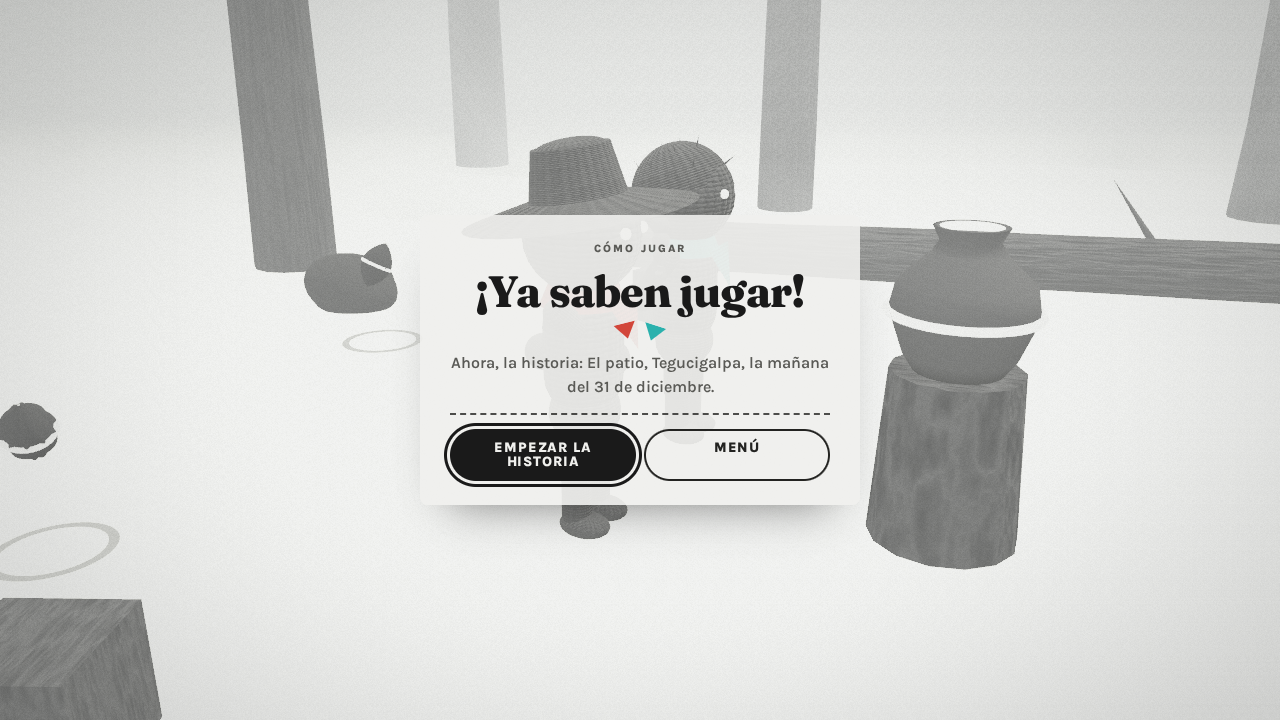 CÓMO JUGAR
¡Ya saben jugar!
Ahora, la historia: El patio, Tegucigalpa, la mañana
del 31 de diciembre.
EMPEZAR LA
HISTORIA
MENÚ